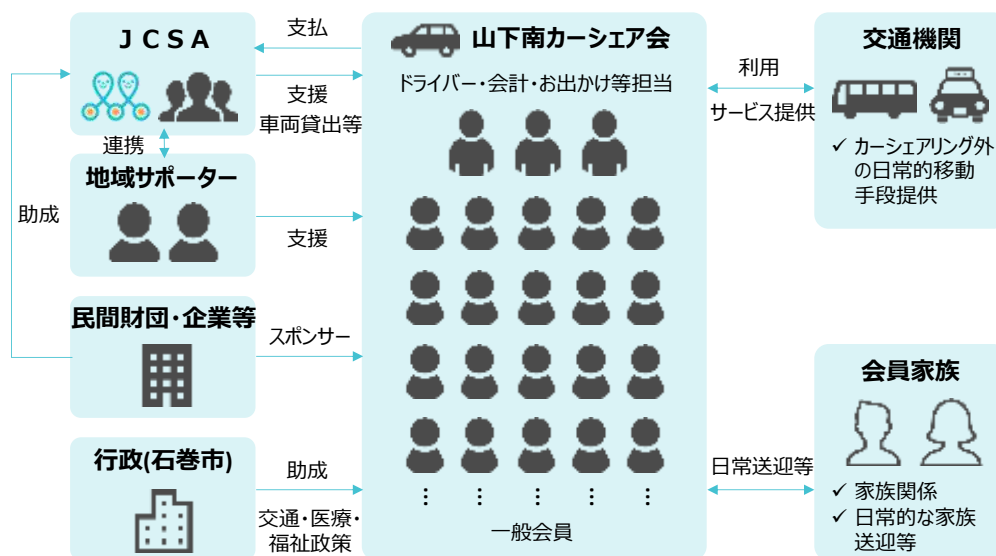 JCSA
支払
支援
車両貸出等
連携
地域サポーター
支援
助成
民間財団・企業等
スポンサー
行政(石巻市)
助成
交通・医療・
福祉政策
山下南カーシェア会
ドライバー・会計・お出かけ等担当
⋮ ⋮ ⋮ ⋮ ⋮
一般会員
利用
サービス提供
交通機関
✓ カーシェアリング外
の日常的移動
手段提供
日常送迎等
会員家族
✓ 家族関係
✓ 日常的な家族
送迎等